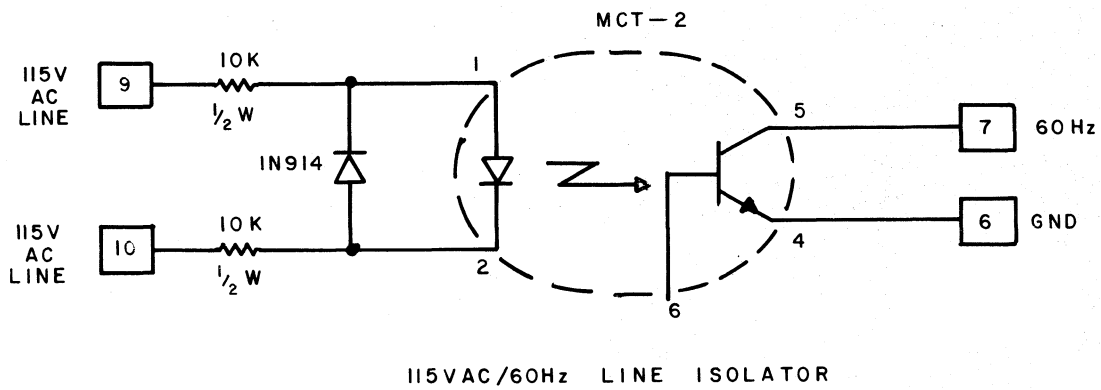 MCT-2
115V
AC
LINE
9
10K
1/2 W
1
1N914
5
7
60Hz
115V
AC
LINE
10
10K
1/2 W
2
4
6
GND
6
115VAC/60Hz LINE ISOLATOR